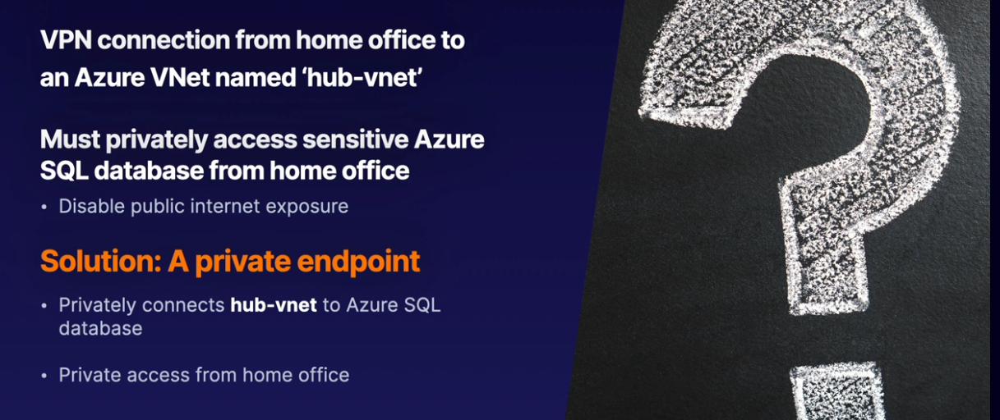 VPN connection from home office to
an Azure VNet named ‘hub-vnet’
Must privately access sensitive Azure
SQL database from home office
• Disable public internet exposure
Solution: A private endpoint
• Privately connects hub-vnet to Azure SQL
database
• Private access from home office